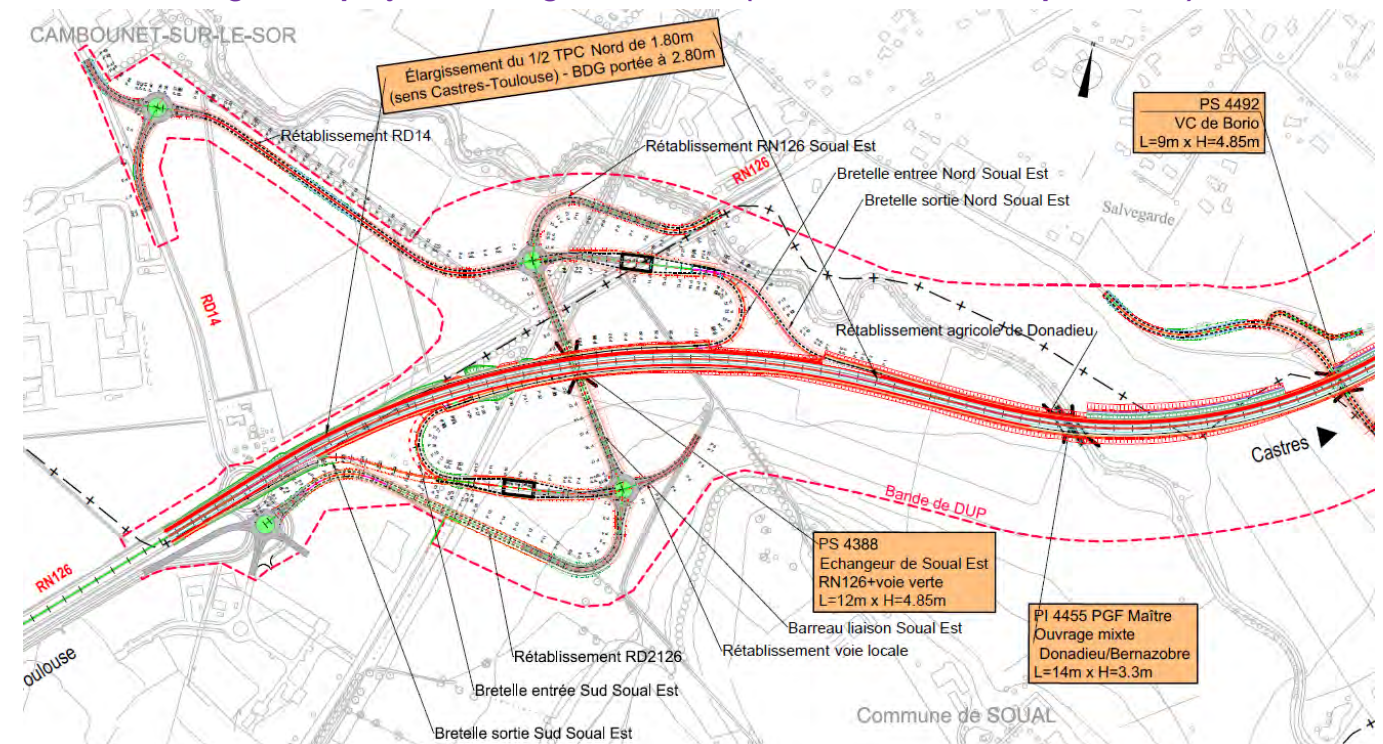 CAMBOUNET-SUR-LE-SOR
Élargissement du 1/2 TPC Nord de 1.80m
(sens Castres-Toulouse) - BDG portée à 2.80m
PS 4492
VC de Borio
L=9m x H=4.85m
Rétablissement RD14
Rétablissement RN126 Soual Est
RN126
Bretelle entree Nord Soual Est
Bretelle sortie Nord Soual Est
Salvegarde
RD14
Rétablissement agricole de Donadieu
Castres
Bande de DUP
PS 4388
Echangeur de Soual Est
RN126+voie verte
L=12m x H=4.85m
RN126
PI 4455 PGF Maître
Ouvrage mixte
Donadieu/Bernazobre
L=14m x H=3.3m
Barreau liaison Soual Est
Rétablissement voie locale
Rétablissement RD2126
oulouse
Bretelle entrée Sud Soual Est
Commune de SOUAL
Bretelle sortie Sud Soual Est